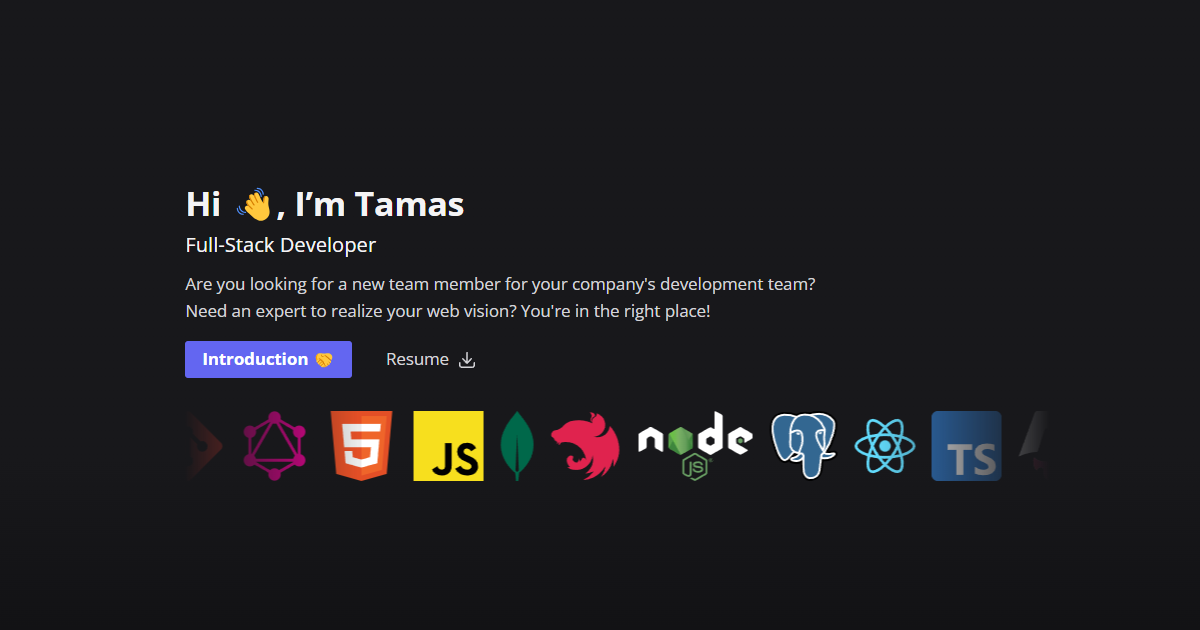 Hi 👋, I’m Tamas
Full-Stack Developer
Are you looking for a new team member for your company's development team?
Need an expert to realize your web vision? You're in the right place!
Introduction 🤝 Resume
5 JS node JS TS